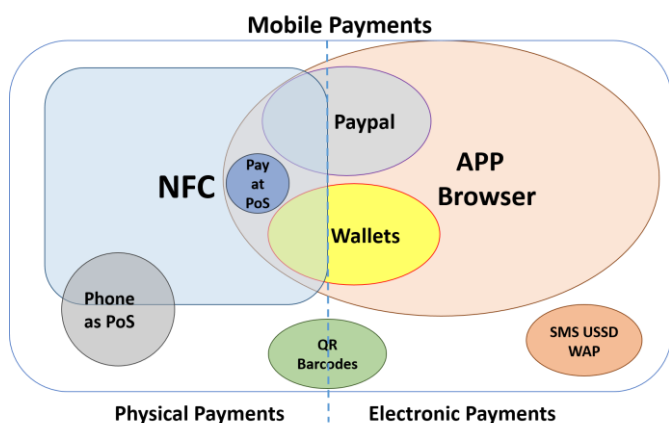 Mobile Payments
Paypal
NFC
Pay
at
PoS
APP
Browser
Wallets
Phone
as PoS
QR
Barcodes
SMS USSD
WAP
Physical Payments
Electronic Payments